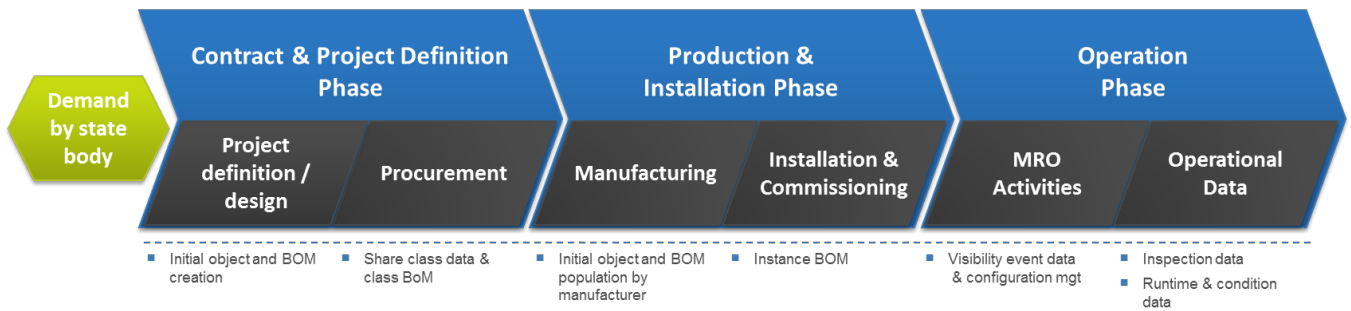 Demand
by state
body
Contract & Project Definition
Phase
Project
definition /
design
Procurement
Production &
Installation Phase
Manufacturing
Installation &
Commissioning
Operation
Phase
MRO
Activities
Operational
Data
Initial object and BOM
creation
Share class data &
class BoM
Initial object and BOM
population by
manufacturer
Instance BOM
Visibility event data
& configuration mgt
Inspection data
Runtime & condition
data